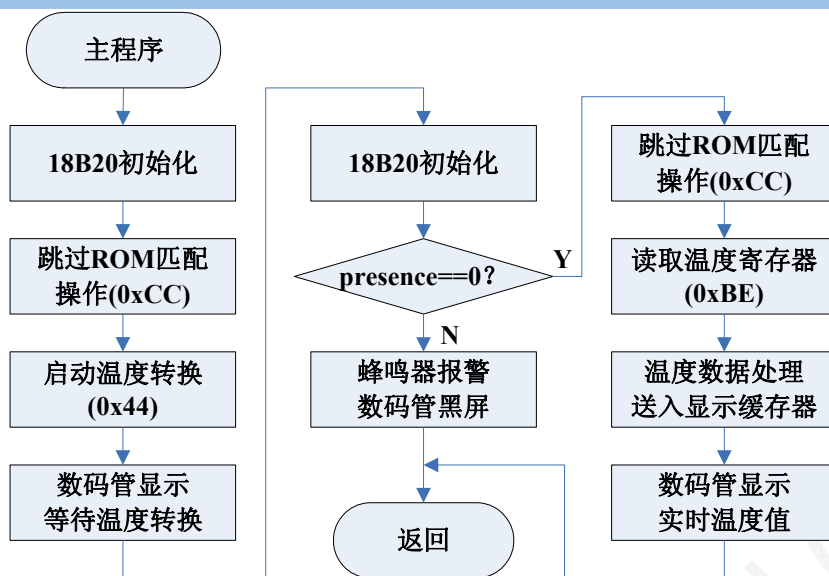 主程序
18B20初始化
跳过ROM匹配
操作(0xCC)
启动温度转换
(0x44)
数码管显示
等待温度转换
18B20初始化
presence==0？
Y
N
蜂鸣器报警
数码管黑屏
返回
跳过ROM匹配
操作(0xCC)
读取温度寄存器
(0xBE)
温度数据处理
送入显示缓存器
数码管显示
实时温度值